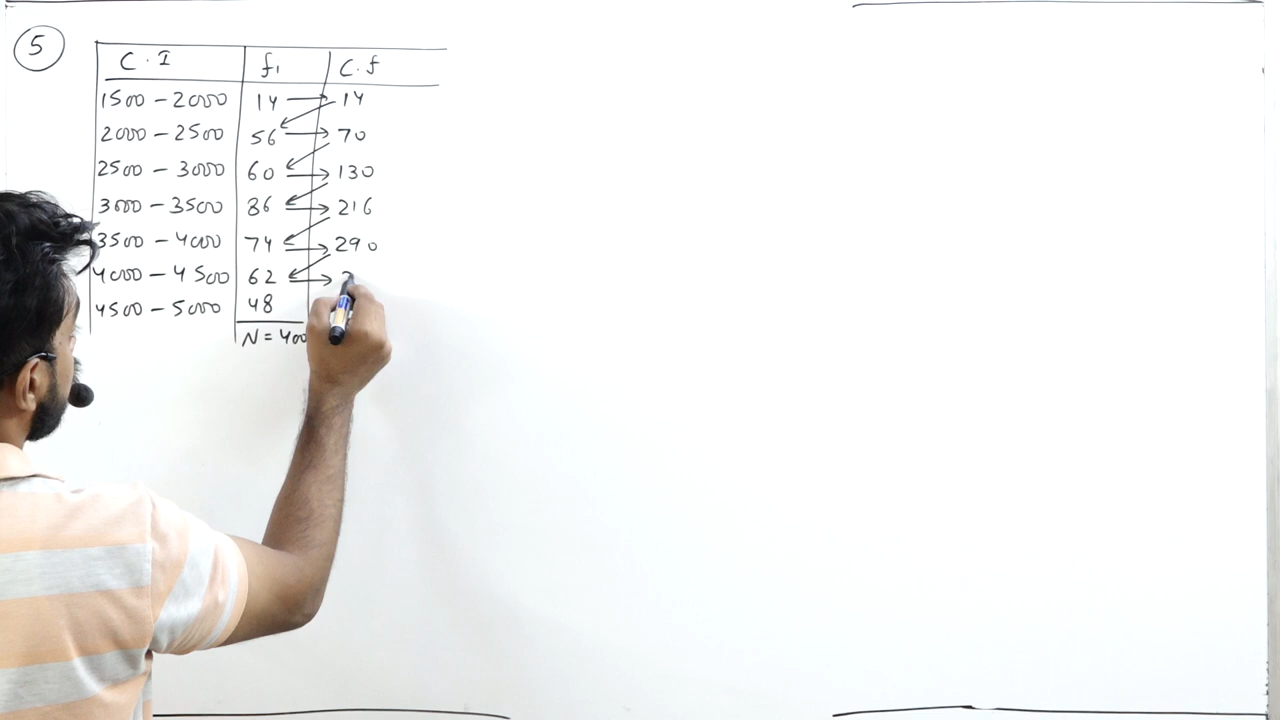 5
C.I f₁ C.f
1500 - 2000 14 14
2000 - 2500 56 70
2500 - 3000 60 130
3000 - 3500 86 216
3500 - 4000 74 290
4000 - 4500 62
4500 - 5000 48
N = 400